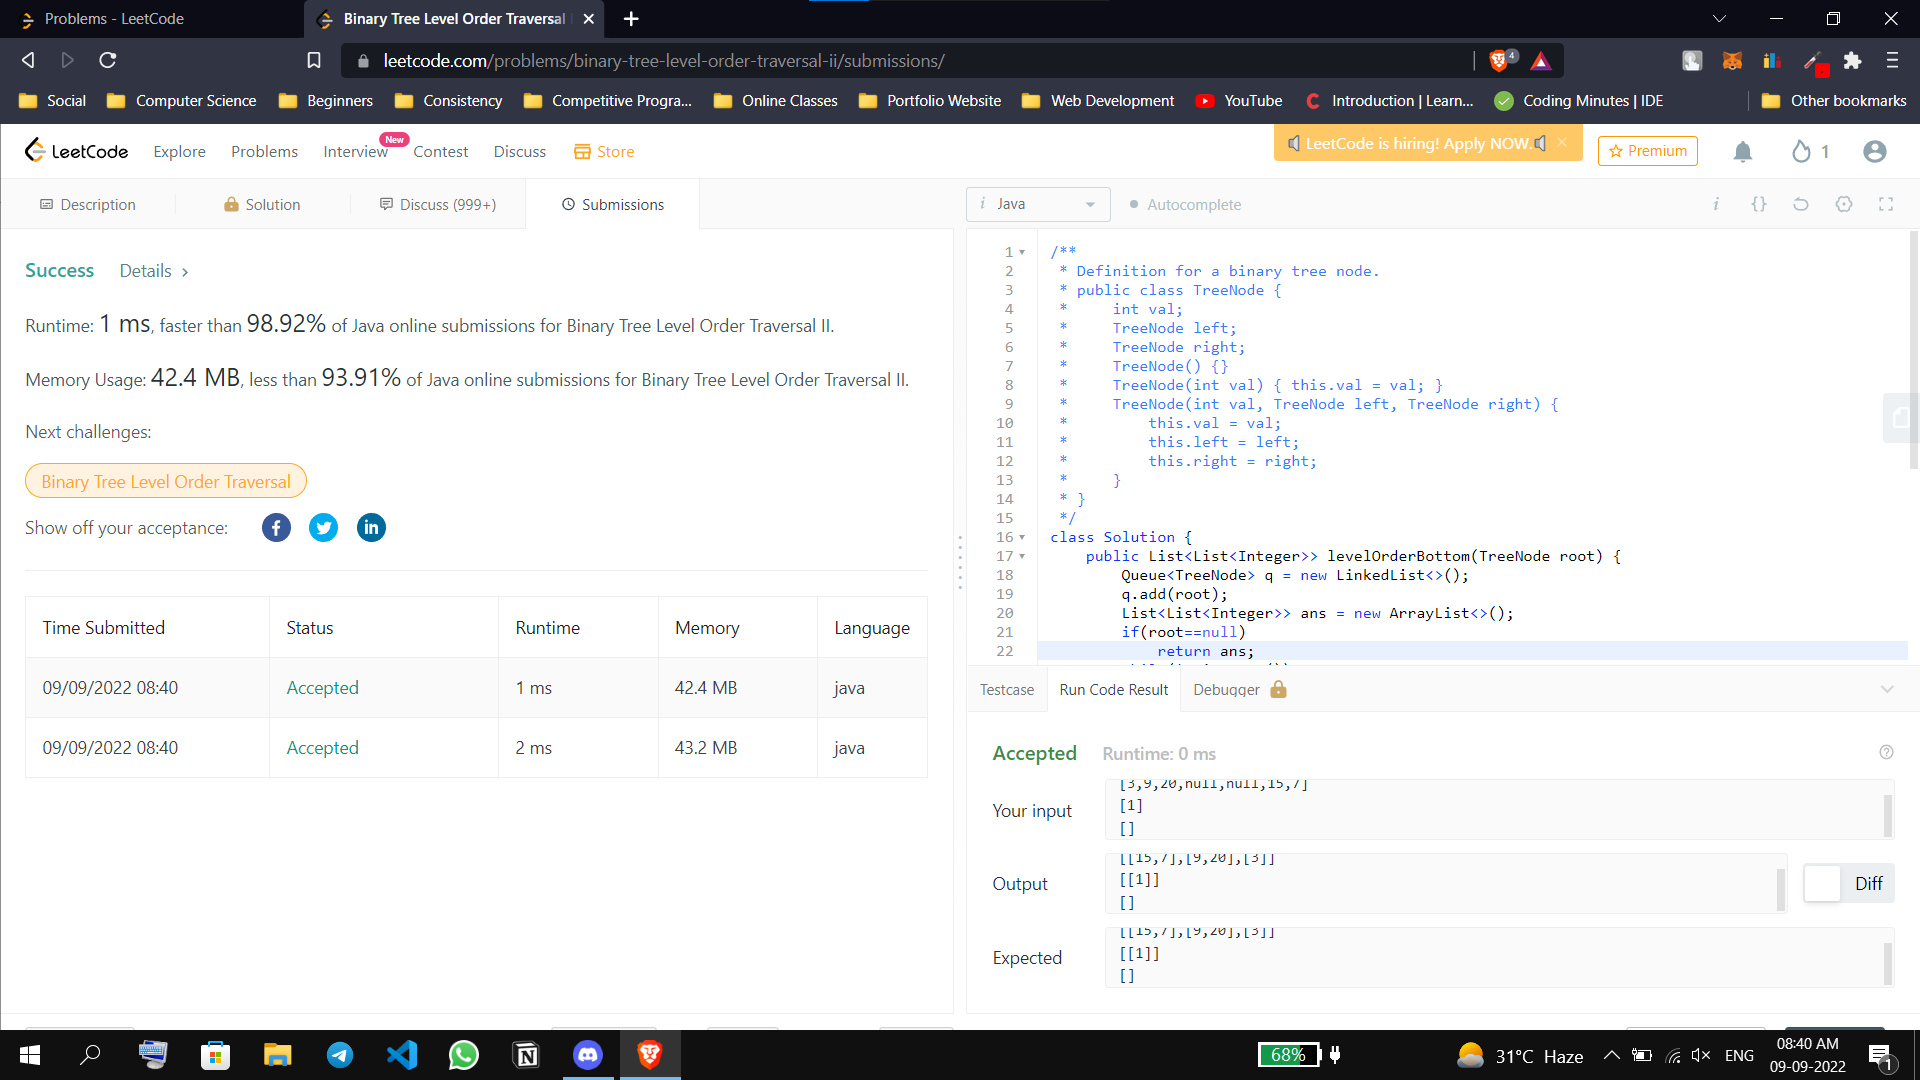 Problems - LeetCode
Binary Tree Level Order Traversal
leetcode.com/problems/binary-tree-level-order-traversal-ii/submissions/
4
Social
Computer Science
Beginners
Consistency
Competitive Progra...
Online Classes
Portfolio Website
Web Development
YouTube
Introduction | Learn...
Coding Minutes | IDE
Other bookmarks
LeetCode
Explore
Problems
Interview
New
Contest
Discuss
Store
LeetCode is hiring! Apply NOW.
Premium
1
Description
Solution
Discuss (999+)
Submissions
i Java
Autocomplete
i {}
Success Details >
Runtime: 1 ms, faster than 98.92% of Java online submissions for Binary Tree Level Order Traversal II.
Memory Usage: 42.4 MB, less than 93.91% of Java online submissions for Binary Tree Level Order Traversal II.
Next challenges:
Binary Tree Level Order Traversal
Show off your acceptance:
Time Submitted Status Runtime Memory Language
09/09/2022 08:40 Accepted 1 ms 42.4 MB java
09/09/2022 08:40 Accepted 2 ms 43.2 MB java
1 /**
2 * Definition for a binary tree node.
3 * public class TreeNode {
4 * int val;
5 * TreeNode left;
6 * TreeNode right;
7 * TreeNode() {}
8 * TreeNode(int val) { this.val = val; }
9 * TreeNode(int val, TreeNode left, TreeNode right) {
10 * this.val = val;
11 * this.left = left;
12 * this.right = right;
13 * }
14 * }
15 */
16 class Solution {
17 public List<List<Integer>> levelOrderBottom(TreeNode root) {
18 Queue<TreeNode> q = new LinkedList<>();
19 q.add(root);
20 List<List<Integer>> ans = new ArrayList<>();
21 if(root==null)
22 return ans;
Testcase
Run Code Result
Debugger
Accepted Runtime: 0 ms
Your input
[3,9,20,null,null,15,7]
[1]
[]
Output
[[15,7],[9,20],[3]]
[[1]]
[]
Diff
Expected
[[15,7],[9,20],[3]]
[[1]]
[]
68%
31°C Haze
ENG
08:40 AM
09-09-2022
1